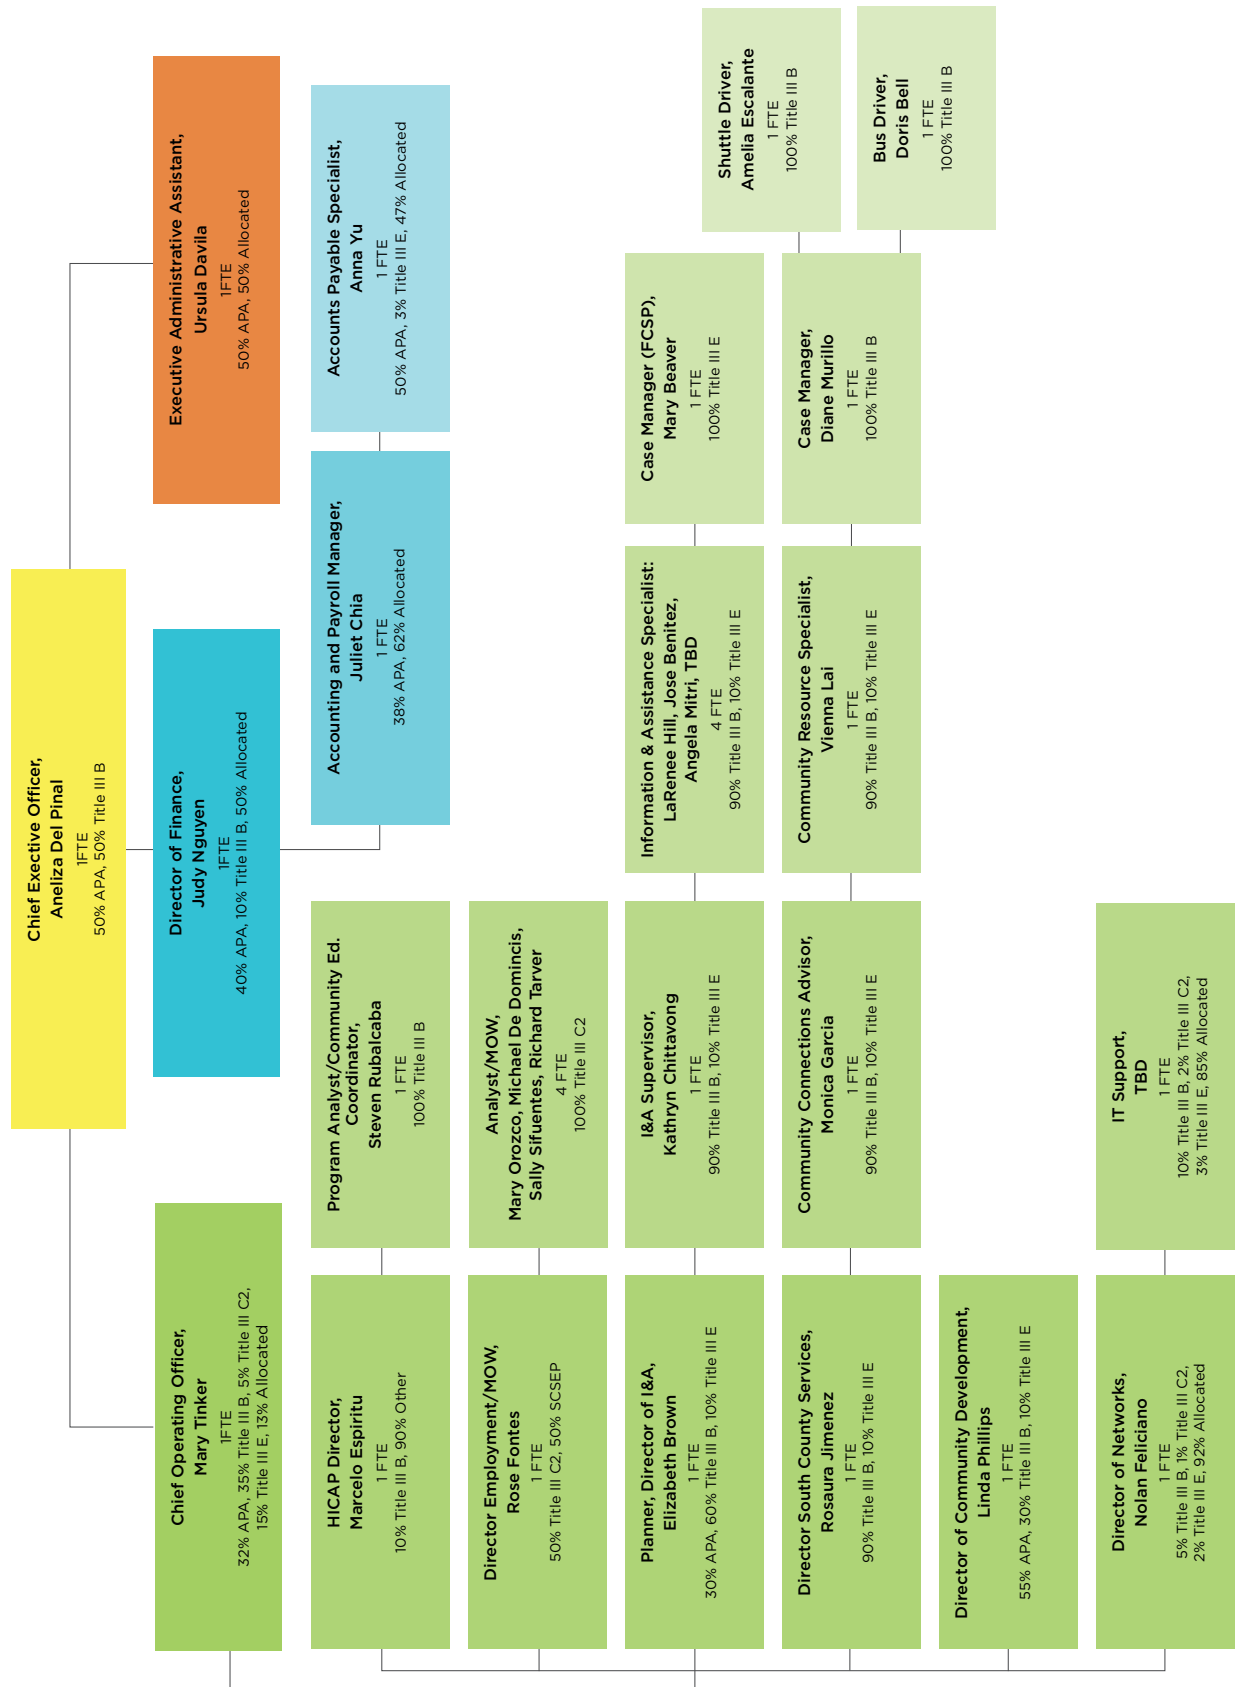 Chief Exective Officer,
Aneliza Del Pinal
1FTE
50% APA, 50% Title III B
Chief Operating Officer,
Mary Tinker
1FTE
32% APA, 35% Title III B, 5% Title III C2,
15% Title III E, 13% Allocated
Director of Finance,
Judy Nguyen
1FTE
40% APA, 10% Title III B, 50% Allocated
Executive Administrative Assistant,
Ursula Davila
1FTE
50% APA, 50% Allocated
HICAP Director,
Marcelo Espiritu
1 FTE
10% Title III B, 90% Other
Program Analyst/Community Ed.
Coordinator,
Steven Rubalcaba
1 FTE
100% Title III B
Accounting and Payroll Manager,
Juliet Chia
1 FTE
38% APA, 62% Allocated
Accounts Payable Specialist,
Anna Yu
1 FTE
50% APA, 3% Title III E, 47% Allocated
Director Employment/MOW,
Rose Fontes
1 FTE
50% Title III C2, 50% SCSEP
Analyst/MOW,
Mary Orozco, Michael De Domincis,
Sally Sifuentes, Richard Tarver
4 FTE
100% Title III C2
Planner, Director of I&A,
Elizabeth Brown
1 FTE
30% APA, 60% Title III B, 10% Title III E
I&A Supervisor,
Kathryn Chittavong
1 FTE
90% Title III B, 10% Title III E
Information & Assistance Specialist:
LaRenee Hill, Jose Benitez,
Angela Mitri, TBD
4 FTE
90% Title III B, 10% Title III E
Case Manager (FCSP),
Mary Beaver
1 FTE
100% Title III E
Shuttle Driver,
Amelia Escalante
1 FTE
100% Title III B
Director South County Services,
Rosaura Jimenez
1 FTE
90% Title III B, 10% Title III E
Community Connections Advisor,
Monica Garcia
1 FTE
90% Title III B, 10% Title III E
Community Resource Specialist,
Vienna Lai
1 FTE
90% Title III B, 10% Title III E
Case Manager,
Diane Murillo
1 FTE
100% Title III B
Bus Driver,
Doris Bell
1 FTE
100% Title III B
Director of Community Development,
Linda Phillips
1 FTE
55% APA, 30% Title III B, 10% Title III E
Director of Networks,
Nolan Feliciano
1 FTE
5% Title III B, 1% Title III C2,
2% Title III E, 92% Allocated
IT Support,
TBD
1 FTE
10% Title III B, 2% Title III C2,
3% Title III E, 85% Allocated